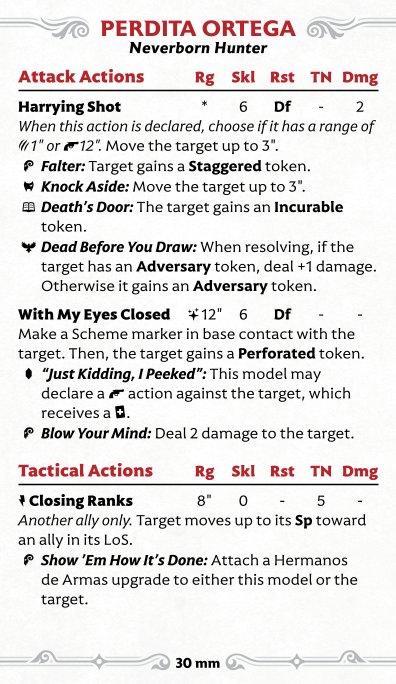 PERDITA ORTEGA
Neverborn Hunter
Attack Actions Rg Skl Rst TN Dmg
Harrying Shot * 6 Df - 2
When this action is declared, choose if it has a range of
1" or 12". Move the target up to 3".
Falter: Target gains a Staggered token.
Knock Aside: Move the target up to 3".
Death's Door: The target gains an Incurable
token.
Dead Before You Draw: When resolving, if the
target has an Adversary token, deal +1 damage.
Otherwise it gains an Adversary token.
With My Eyes Closed 12" 6 Df - -
Make a Scheme marker in base contact with the
target. Then, the target gains a Perforated token.
“Just Kidding, I Peeked”: This model may
declare a action against the target, which
receives a .
Blow Your Mind: Deal 2 damage to the target.
Tactical Actions Rg Skl Rst TN Dmg
Closing Ranks 8" 0 - 5 -
Another ally only. Target moves up to its Sp toward
an ally in its LoS.
Show 'Em How It's Done: Attach a Hermanos
de Armas upgrade to either this model or the
target.
30 mm